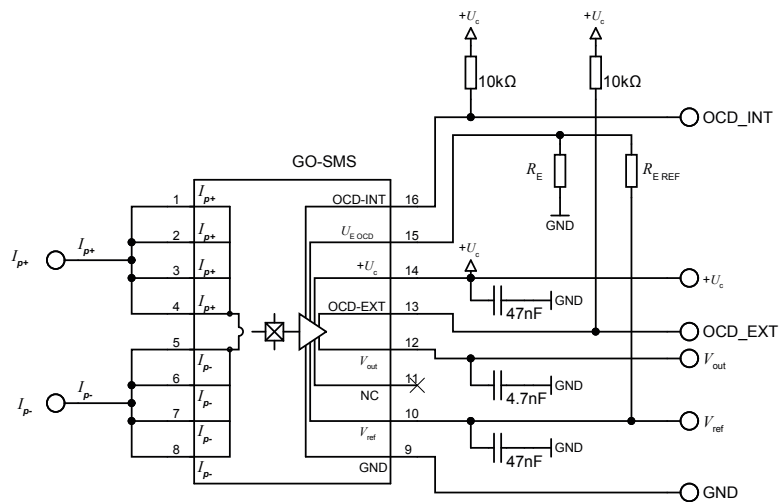 +Uc +Uc
10kΩ 10kΩ
OCD_INT
GO-SMS
RE RE REF
1 Ip+ OCD-INT 16
GND
2 Ip+ UE OCD 15
+Uc
Ip+ Ip+
3 Ip+ +Uc 14
+Uc
GND
47nF
4 Ip+ OCD-EXT 13
OCD_EXT
5 Ip- Vout 12
Vout
Ip- Ip-
6 Ip- NC 11
GND
4.7nF
7 Ip- Vref 10
Vref
GND
47nF
8 Ip- GND 9
GND